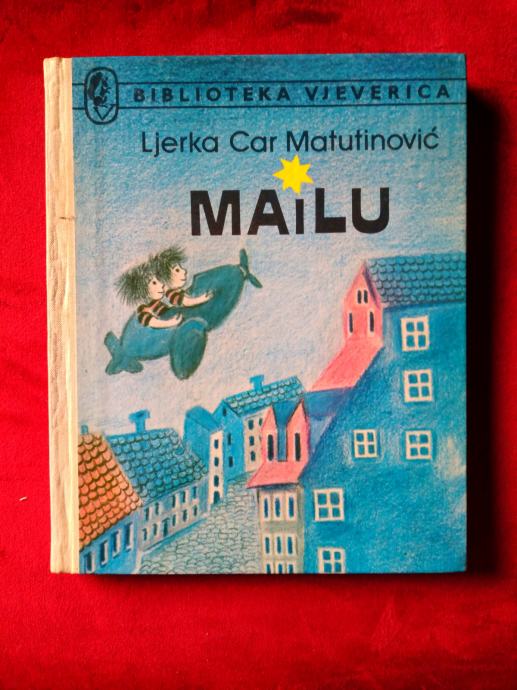 BIBLIOTEKA VJEVERICA
Ljerka Car Matutinović
MAiLU